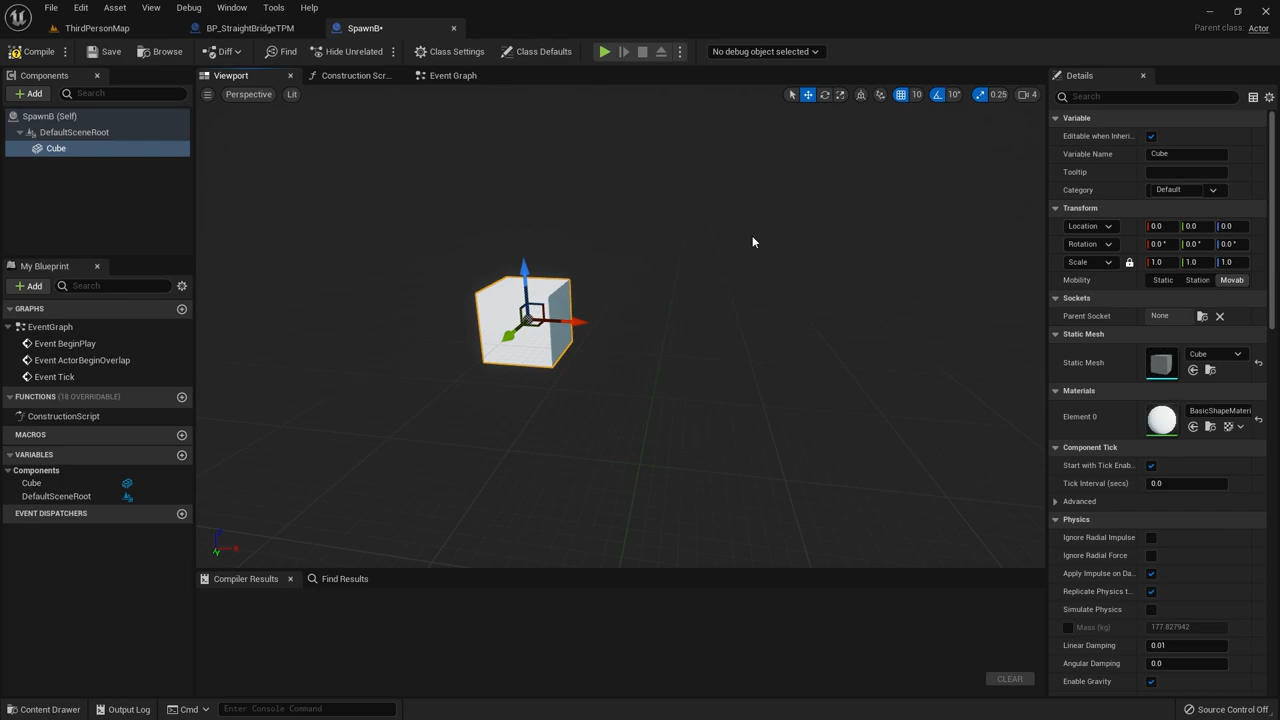 File Edit Asset View Debug Window Tools Help
ThirdPersonMap BP_StraightBridgeTPM SpawnB* Parent class: Actor
Compile Save Browse Diff Find Hide Unrelated Class Settings Class Defaults No debug object selected
Components Viewport Construction Scr... Event Graph Details
Add Search Perspective Lit 10 10° 0.25 4 Search
SpawnB (Self) Variable
DefaultSceneRoot Editable when Inheri...
Cube Variable Name Cube
Tooltip
Category Default
Transform
Location 0.0 0.0 0.0
Rotation 0.0 ° 0.0 ° 0.0 °
Scale 1.0 1.0 1.0
My Blueprint Mobility Static Station Movab
Add Search Sockets
GRAPHS Parent Socket None
EventGraph Static Mesh
Event BeginPlay Static Mesh Cube
Event ActorBeginOverlap
Event Tick Materials
FUNCTIONS (18 OVERRIDABLE) Element 0 BasicShapeMateri
ConstructionScript
MACROS Component Tick
VARIABLES Start with Tick Enab...
Components Tick Interval (secs) 0.0
Cube Advanced
DefaultSceneRoot
EVENT DISPATCHERS Physics
Ignore Radial Impulse
Ignore Radial Force
Compiler Results Find Results Apply Impulse on Da...
Replicate Physics t...
Simulate Physics
Mass (kg) 177.827942
Linear Damping 0.01
Angular Damping 0.0
CLEAR Enable Gravity
Content Drawer Output Log Cmd Enter Console Command Source Control Off